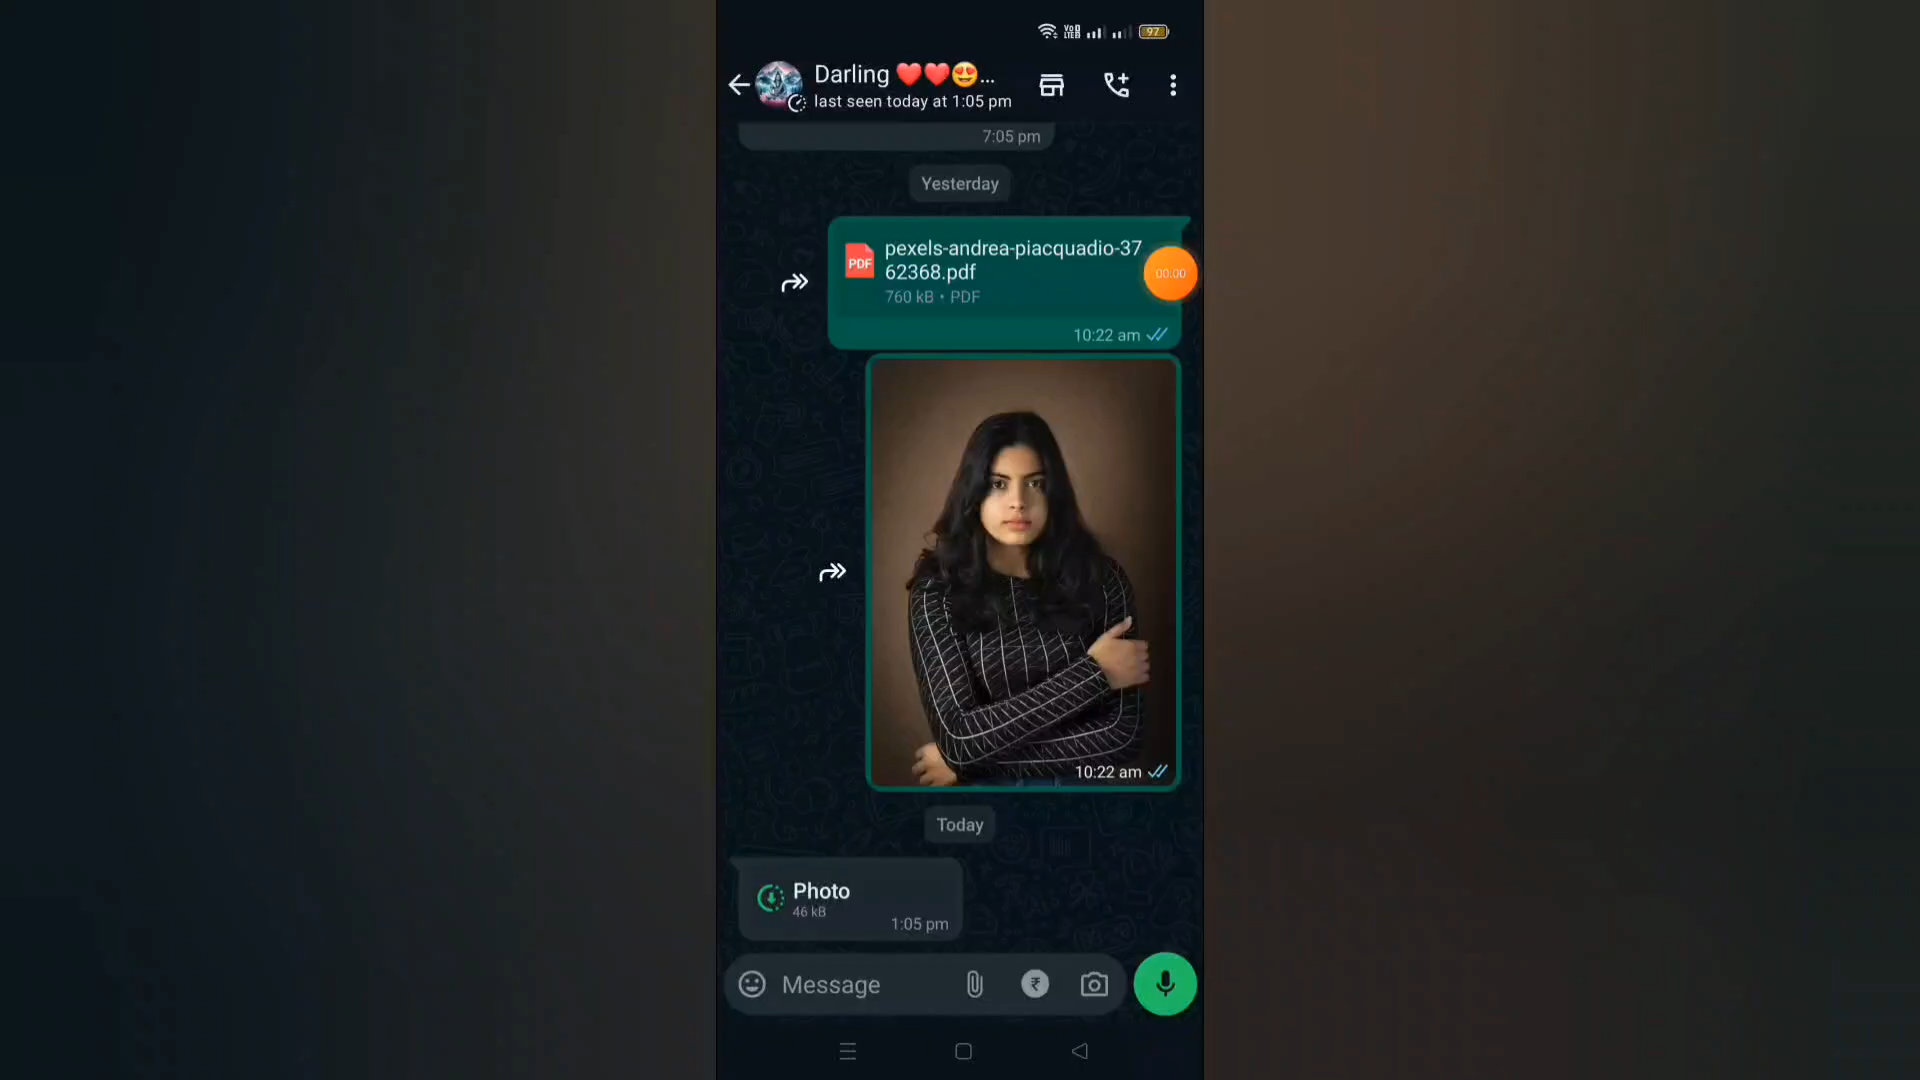 97
Darling ❤️❤️😍...
last seen today at 1:05 pm
7:05 pm
Yesterday
PDF
pexels-andrea-piacquadio-37
62368.pdf
760 kB • PDF
00.00
10:22 am
10:22 am
Today
Photo
46 kB
1:05 pm
Message
₹